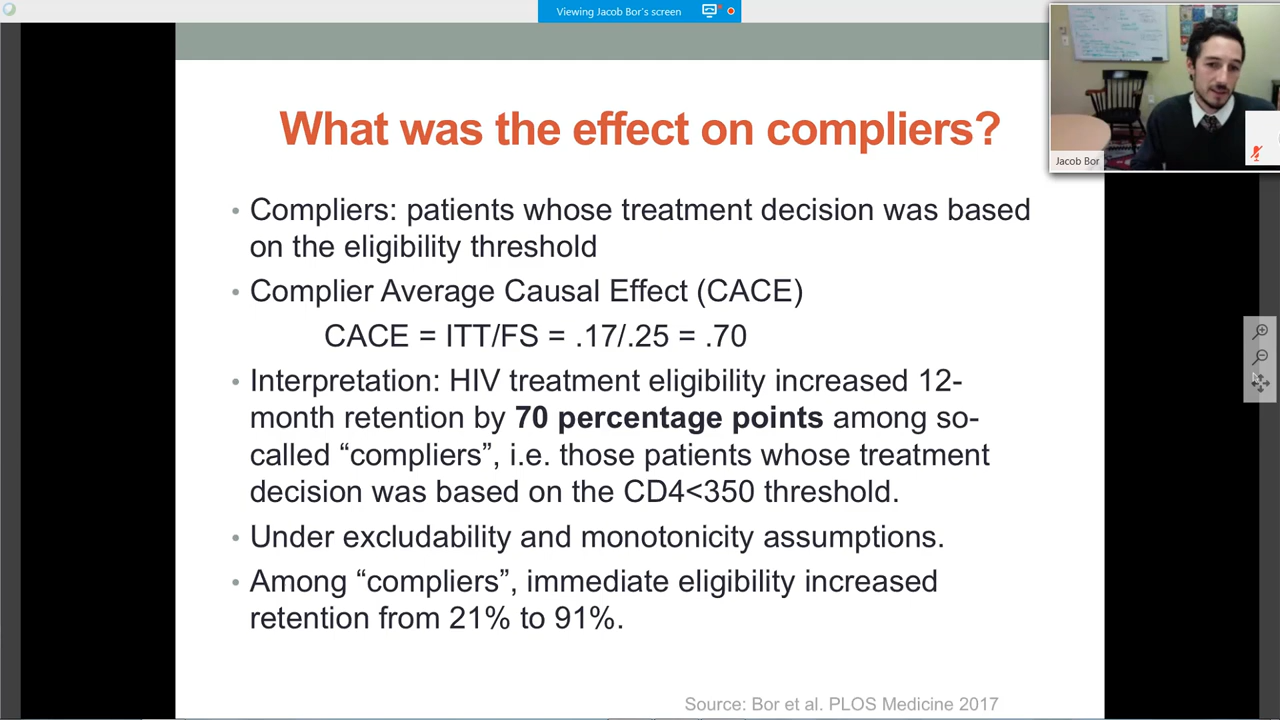 Viewing Jacob Bor's screen
What was the effect on compliers?
• Compliers: patients whose treatment decision was based
on the eligibility threshold
• Complier Average Causal Effect (CACE)
CACE = ITT/FS = .17/.25 = .70
• Interpretation: HIV treatment eligibility increased 12-
month retention by 70 percentage points among so-
called “compliers”, i.e. those patients whose treatment
decision was based on the CD4<350 threshold.
• Under excludability and monotonicity assumptions.
• Among “compliers”, immediate eligibility increased
retention from 21% to 91%.
Source: Bor et al. PLOS Medicine 2017
Jacob Bor